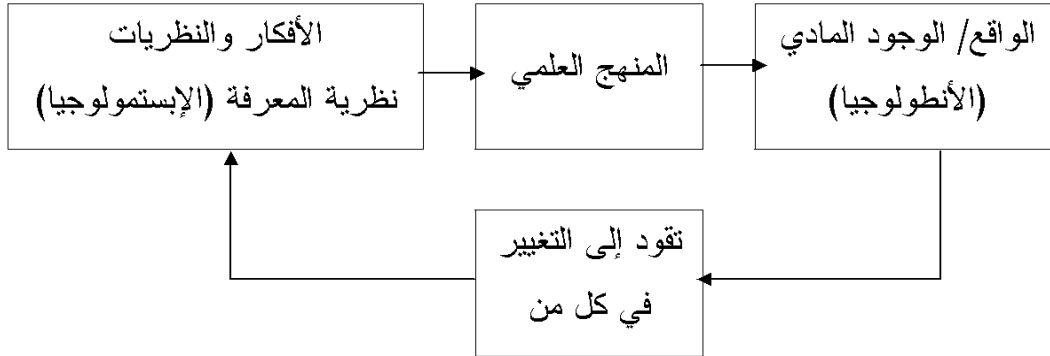 الواقع/ الوجود المادي
(الأنطولوجيا)
المنهج العلمي
الأفكار والنظريات
نظرية المعرفة (الإبستمولوجيا)
تقود إلى التغيير
في كل من